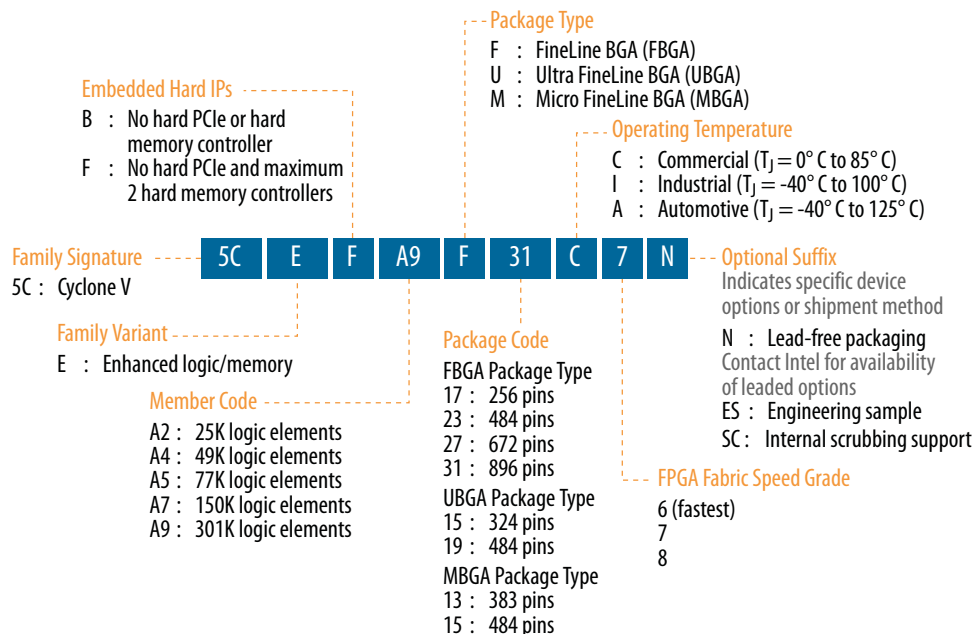 Package Type
F : FineLine BGA (FBGA)
U : Ultra FineLine BGA (UBGA)
M : Micro FineLine BGA (MBGA)
Embedded Hard IPs
B : No hard PCIe or hard
memory controller
F : No hard PCIe and maximum
2 hard memory controllers
Operating Temperature
C : Commercial (TJ = 0° C to 85° C)
I : Industrial (TJ = -40° C to 100° C)
A : Automotive (TJ = -40° C to 125° C)
Family Signature
5C : Cyclone V
5C E F A9 F 31 C 7 N
Optional Suffix
Indicates specific device
options or shipment method
N : Lead-free packaging
Contact Intel for availability
of leaded options
ES : Engineering sample
SC : Internal scrubbing support
Family Variant
E : Enhanced logic/memory
Member Code
A2 : 25K logic elements
A4 : 49K logic elements
A5 : 77K logic elements
A7 : 150K logic elements
A9 : 301K logic elements
Package Code
FBGA Package Type
17 : 256 pins
23 : 484 pins
27 : 672 pins
31 : 896 pins
UBGA Package Type
15 : 324 pins
19 : 484 pins
MBGA Package Type
13 : 383 pins
15 : 484 pins
FPGA Fabric Speed Grade
6 (fastest)
7
8